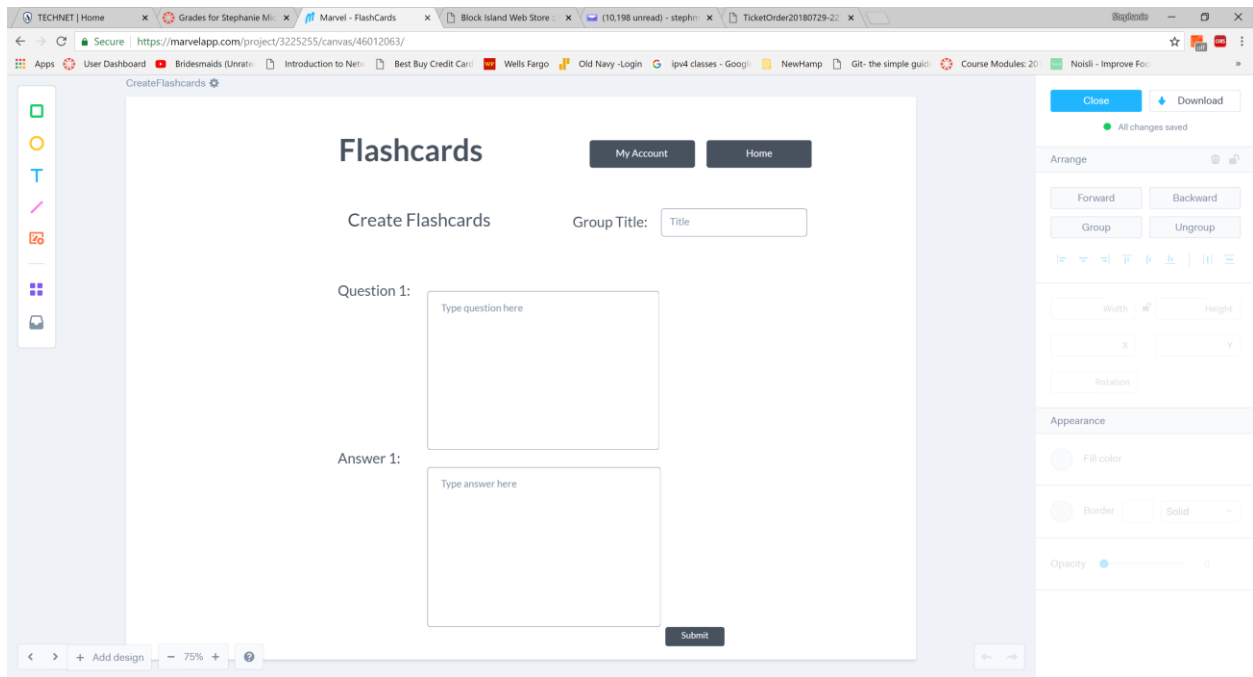 TECHNET | Home
Grades for Stephanie Mic
Marvel - FlashCards
Block Island Web Store ::
(10,198 unread) - stephm
TicketOrder20180729-22
Stephanie
Secure https://marvelapp.com/project/3225255/canvas/46012063/
Apps
User Dashboard
Bridesmaids (Unrate
Introduction to Netw
Best Buy Credit Card
Wells Fargo
Old Navy -Login
ipv4 classes - Googl
NewHamp
Git- the simple guid
Course Modules: 201
Noisli - Improve Foc
CreateFlashcards
Close
Download
All changes saved
Flashcards
My Account
Home
Arrange
Forward
Backward
Group
Ungroup
Create Flashcards
Group Title:
Title
Question 1:
Type question here
Width
Height
X
Y
Rotation
Appearance
Fill color
Answer 1:
Type answer here
Border
Solid
Opacity
0
Submit
Add design
75%